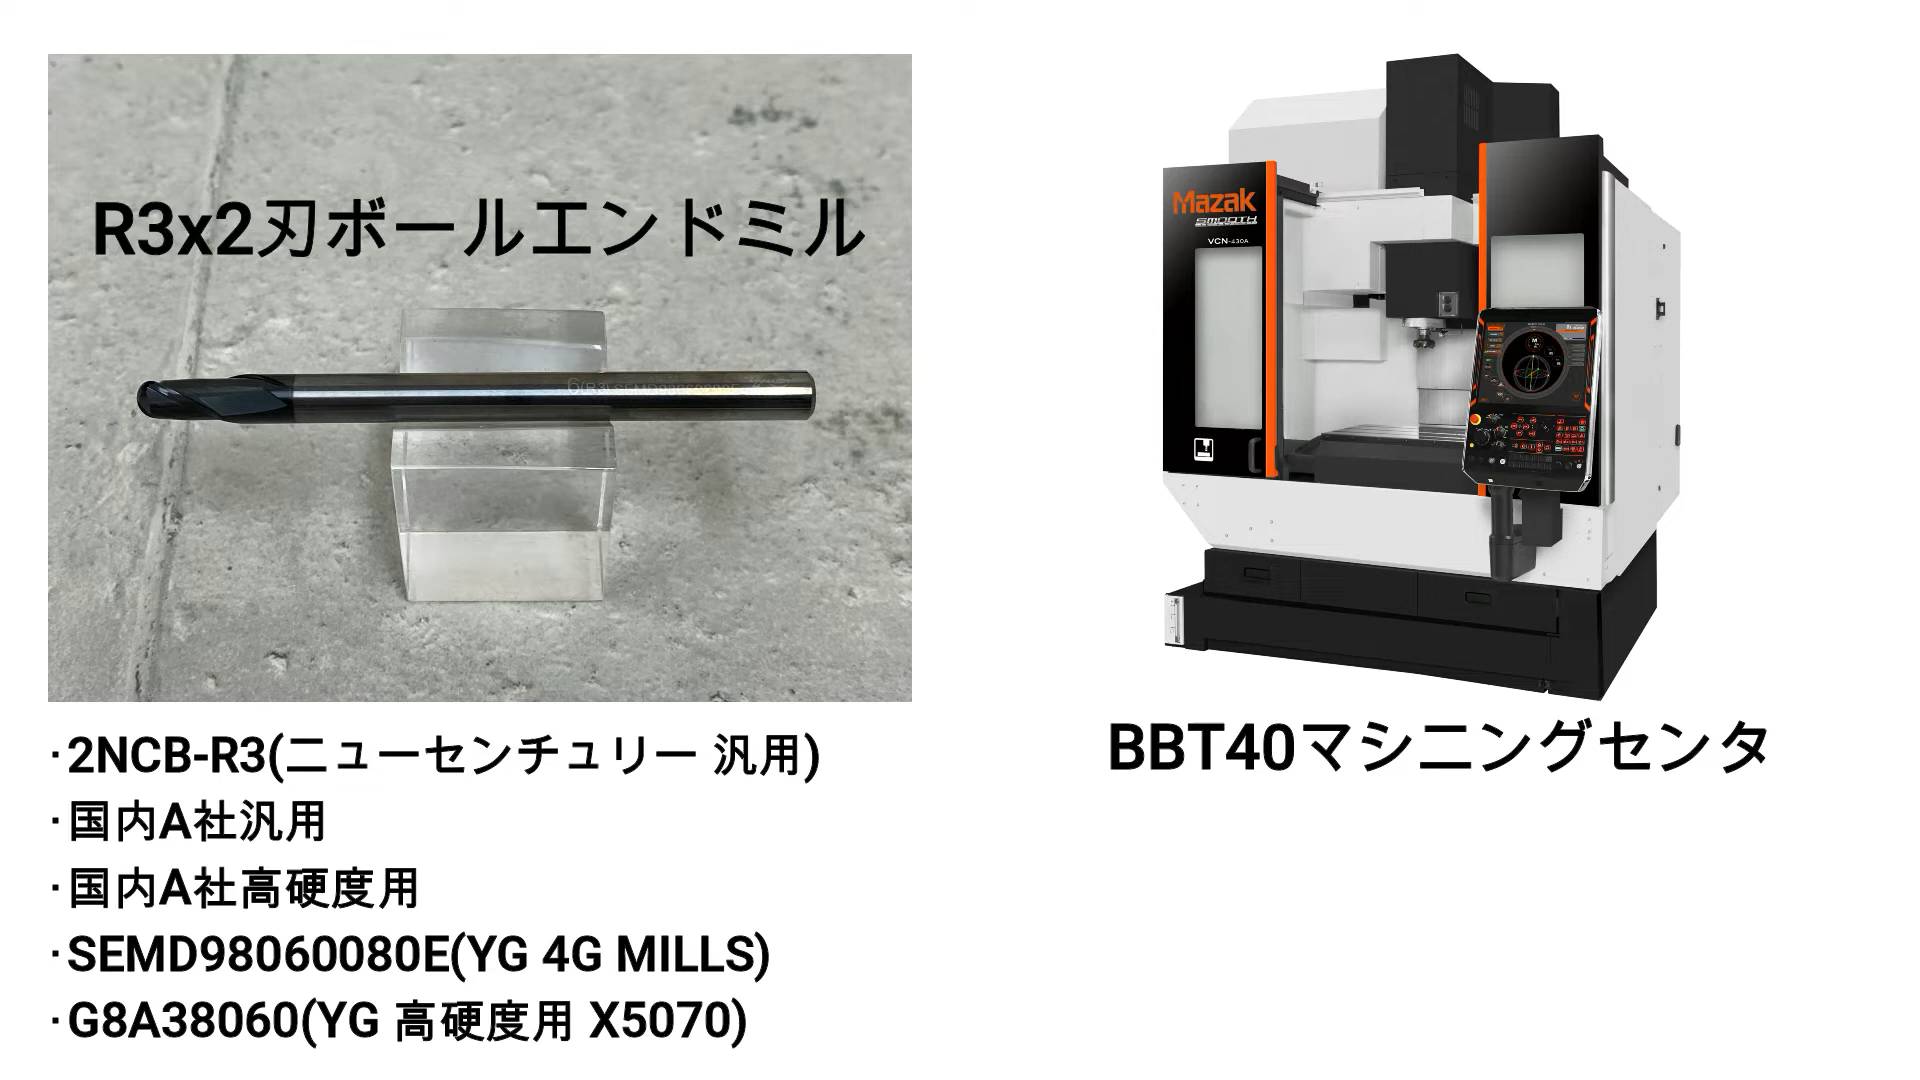 R3x2刃ボールエンドミル
・2NCB-R3(ニューセンチュリー 汎用)
・国内A社汎用
・国内A社高硬度用
・SEMD98060080E(YG 4G MILLS)
・G8A38060(YG 高硬度用 X5070)
Mazak
SMOOTH
VCN-430A
BBT40マシニングセンタ